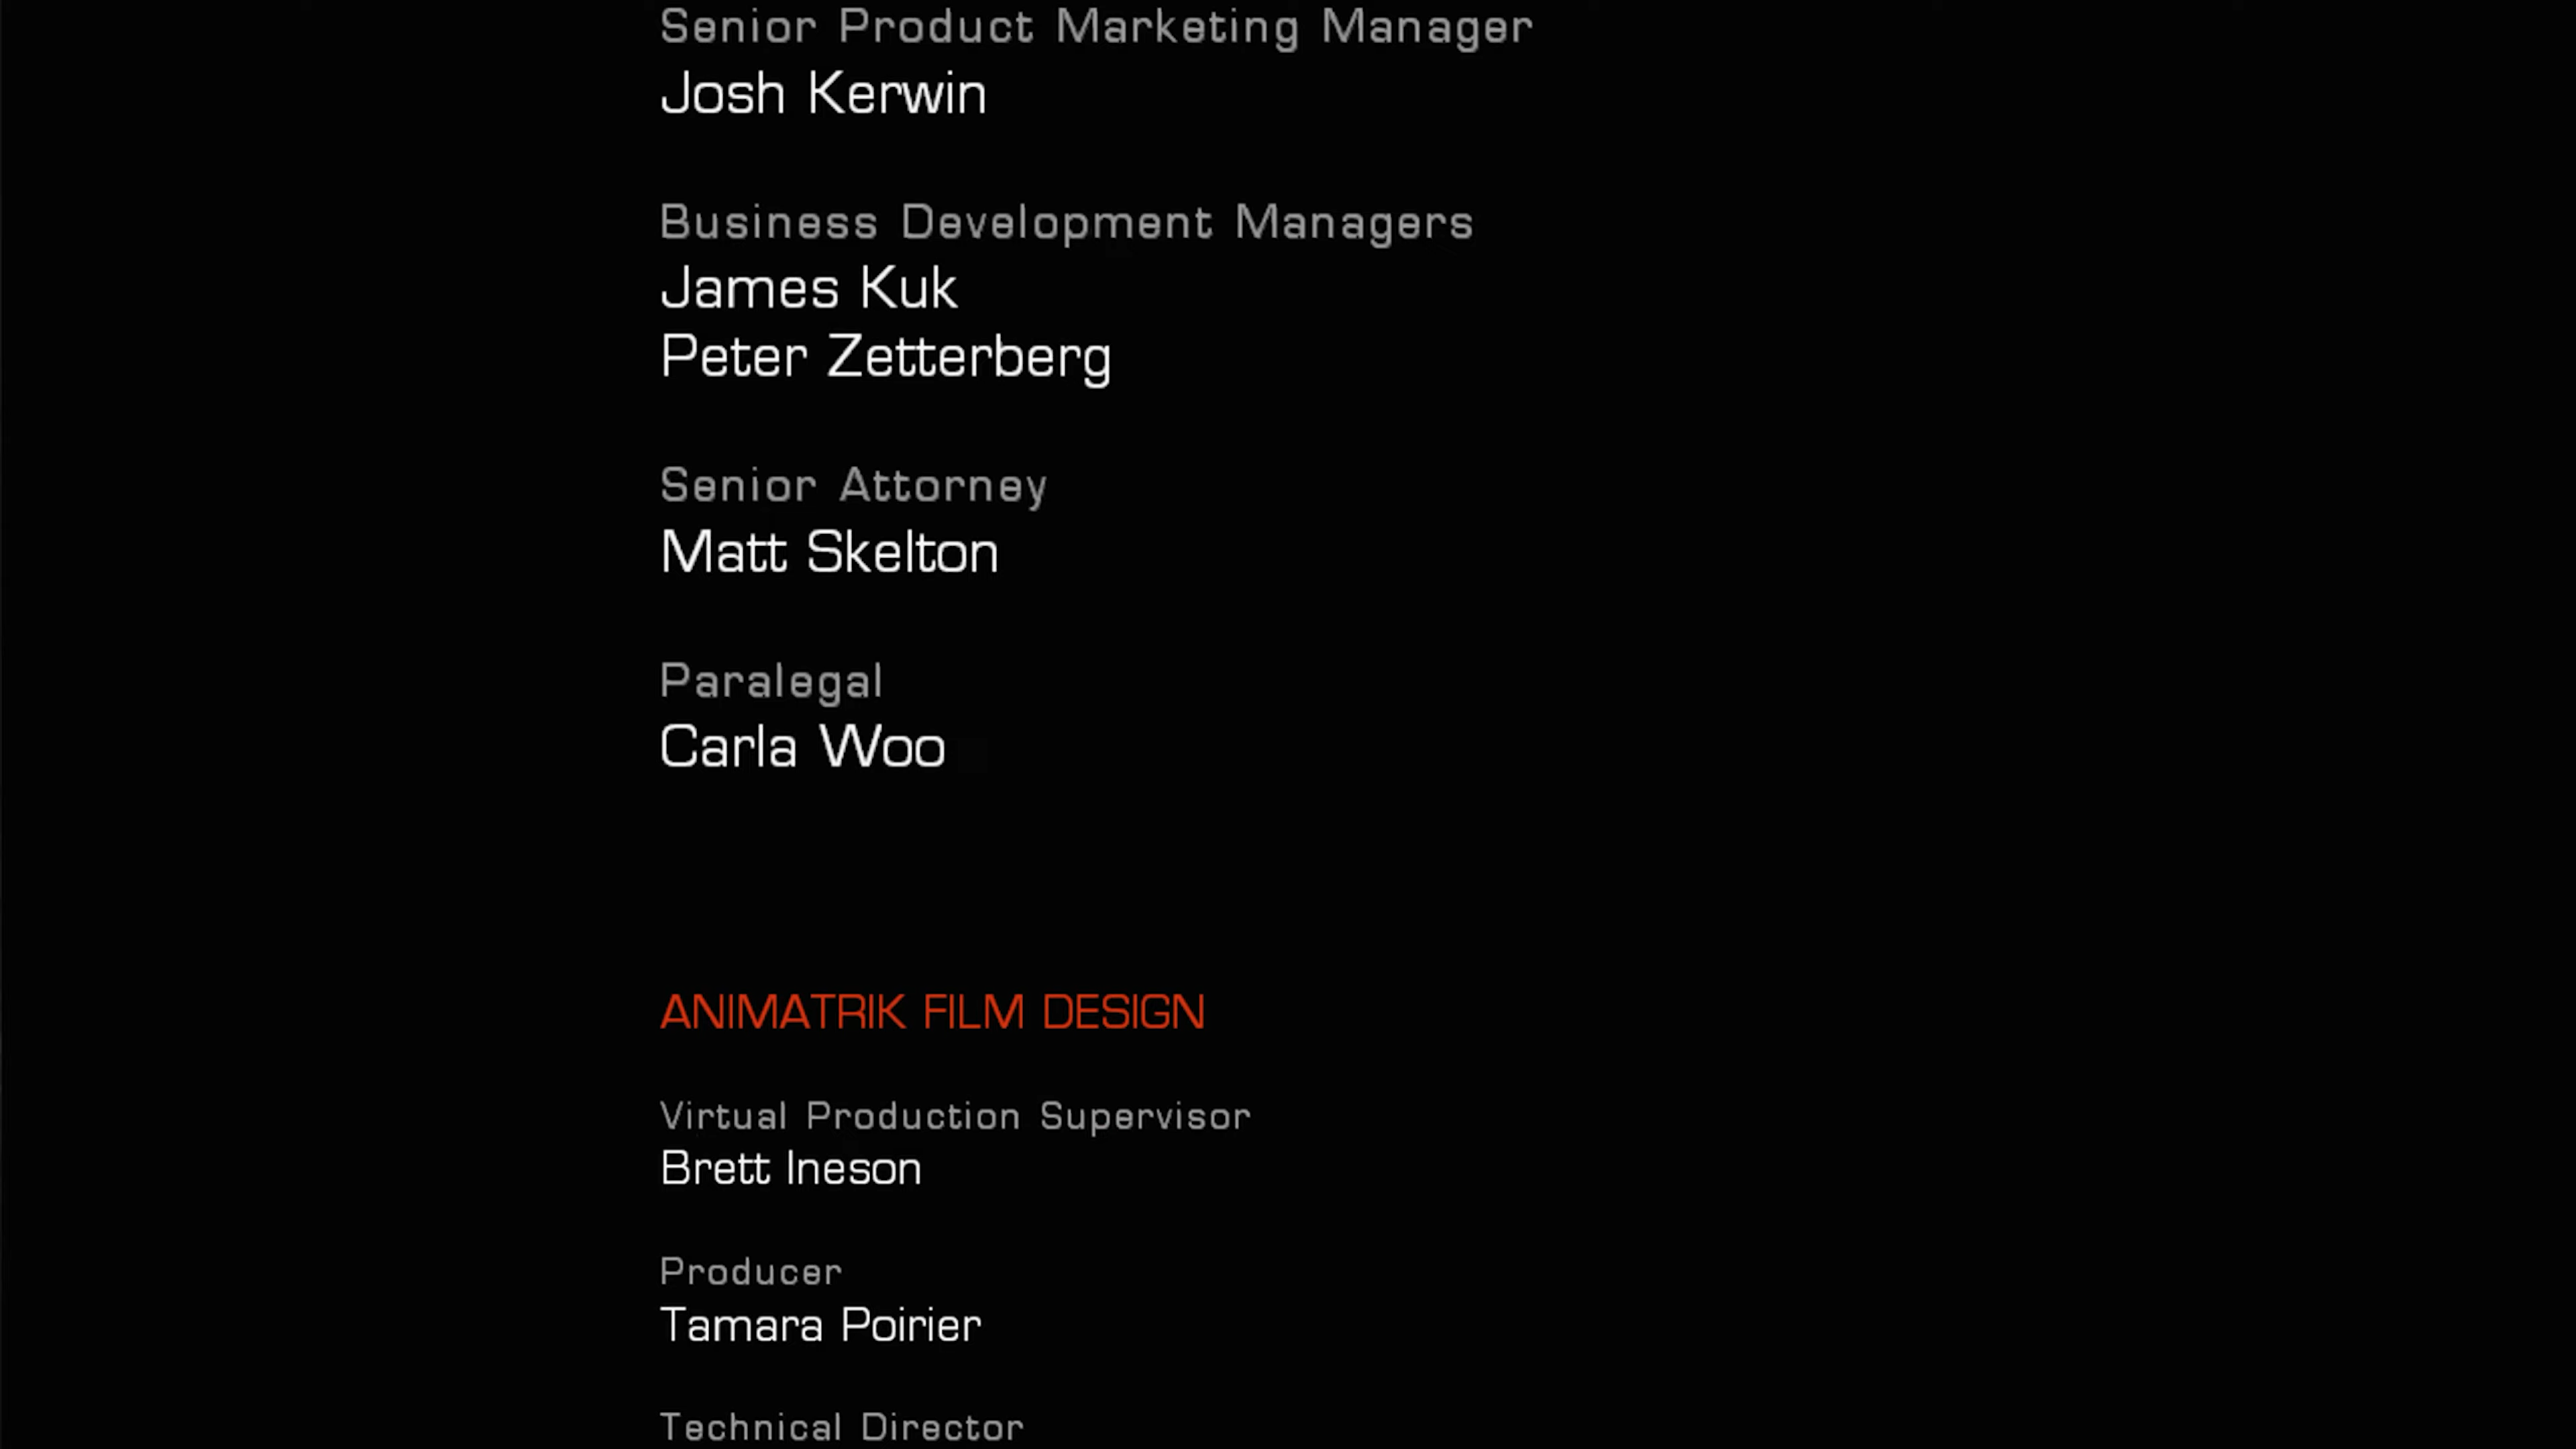 Senior Product Marketing Manager
Josh Kerwin
Business Development Managers
James Kuk
Peter Zetterberg
Senior Attorney
Matt Skelton
Paralegal
Carla Woo
ANIMATRIK FILM DESIGN
Virtual Production Supervisor
Brett Ineson
Producer
Tamara Poirier
Technical Director